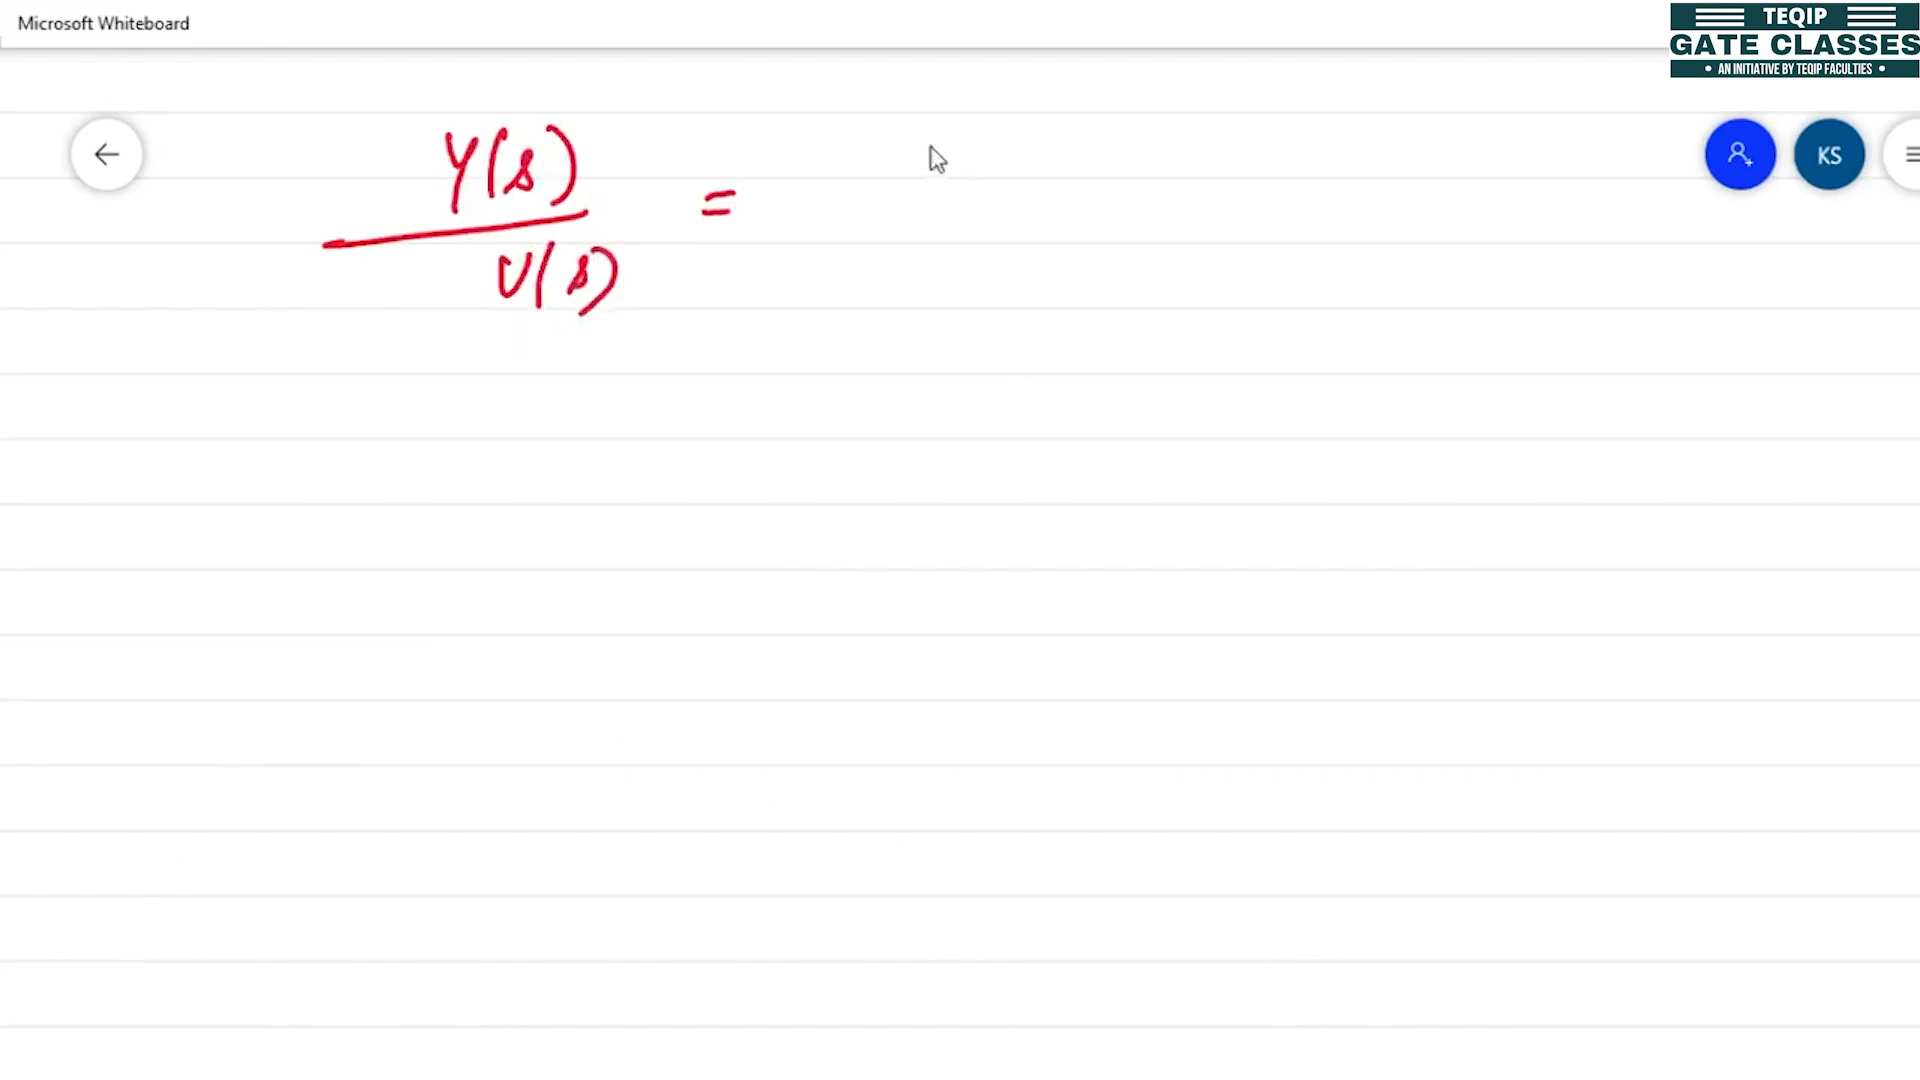 Microsoft Whiteboard
TEQIP
GATE CLASSES
• AN INITIATIVE BY TEQIP FACULTIES •
KS
Y(s)
=
U(s)